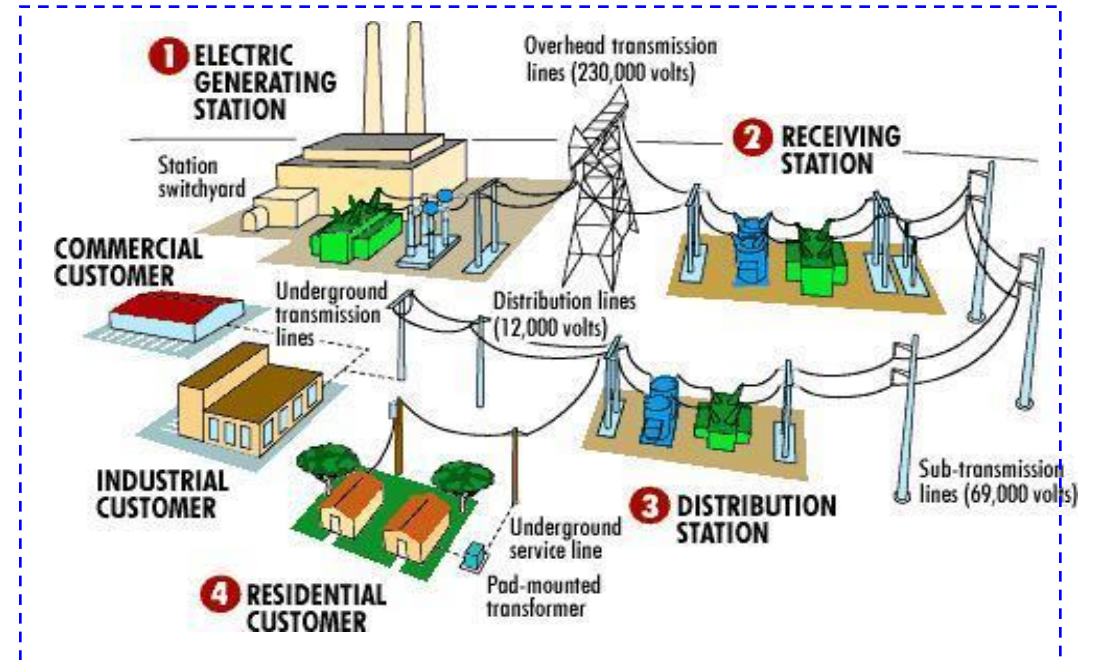 1 ELECTRIC
GENERATING
STATION
Overhead transmission
lines (230,000 volts)
2 RECEIVING
STATION
Station
switchyard
COMMERCIAL
CUSTOMER
Underground
transmission
lines
Distribution lines
(12,000 volts)
INDUSTRIAL
CUSTOMER
Sub-transmission
lines (69,000 volts)
3 DISTRIBUTION
STATION
Underground
service line
Pad-mounted
transformer
4 RESIDENTIAL
CUSTOMER